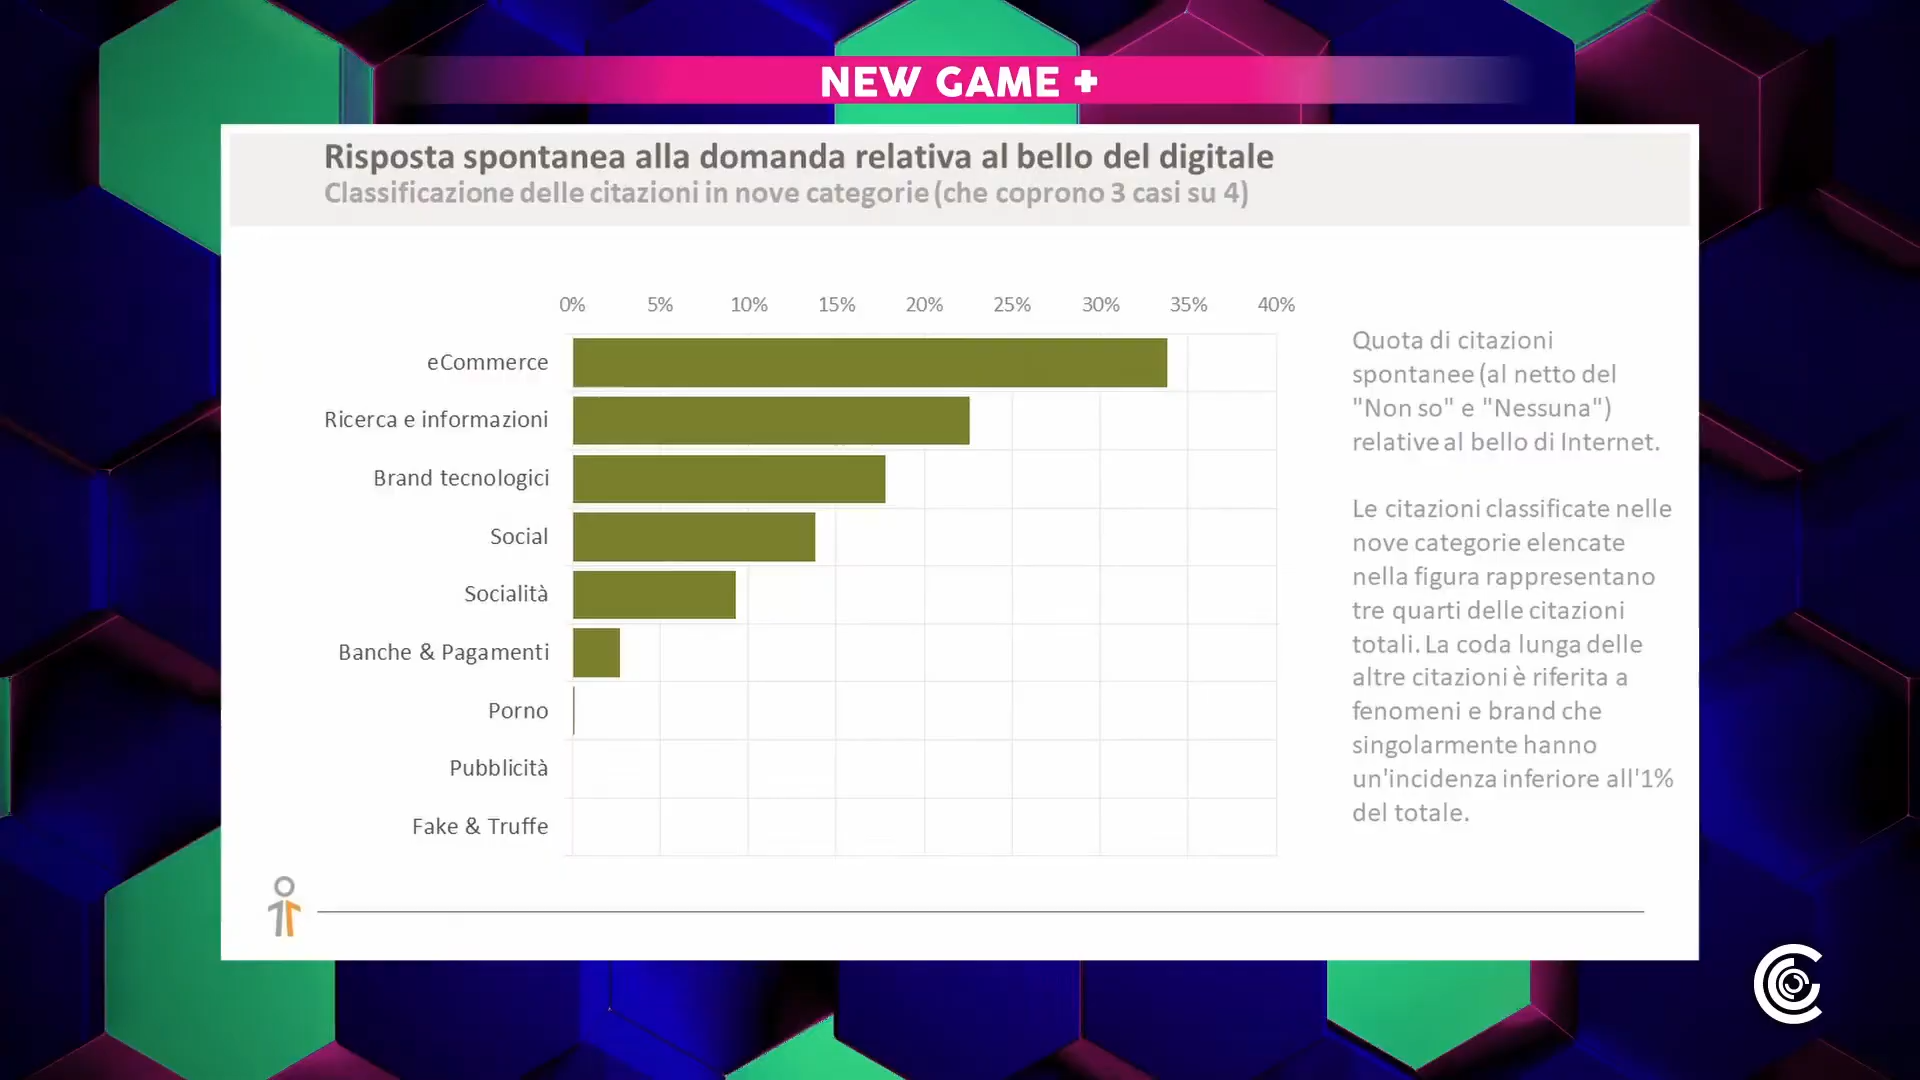 NEW GAME +
Risposta spontanea alla domanda relativa al bello del digitale
Classificazione delle citazioni in nove categorie (che coprono 3 casi su 4)
0% 5% 10% 15% 20% 25% 30% 35% 40%
eCommerce
Ricerca e informazioni
Brand tecnologici
Social
Socialità
Banche & Pagamenti
Porno
Pubblicità
Fake & Truffe
Quota di citazioni
spontanee (al netto del
"Non so" e "Nessuna")
relative al bello di Internet.
Le citazioni classificate nelle
nove categorie elencate
nella figura rappresentano
tre quarti delle citazioni
totali. La coda lunga delle
altre citazioni è riferita a
fenomeni e brand che
singolarmente hanno
un'incidenza inferiore all'1%
del totale.